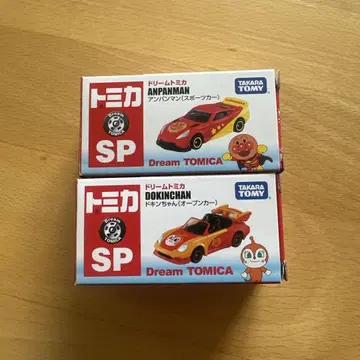 トミカ
ドリームトミカ
ANPANMAN
アンパンマン(スポーツカー)
TAKARA
TOMY
SP
Dream TOMICA
トミカ
ドリームトミカ
DOKINCHAN
ドキンちゃん(オープンカー)
TAKARA
TOMY
SP
Dream TOMICA